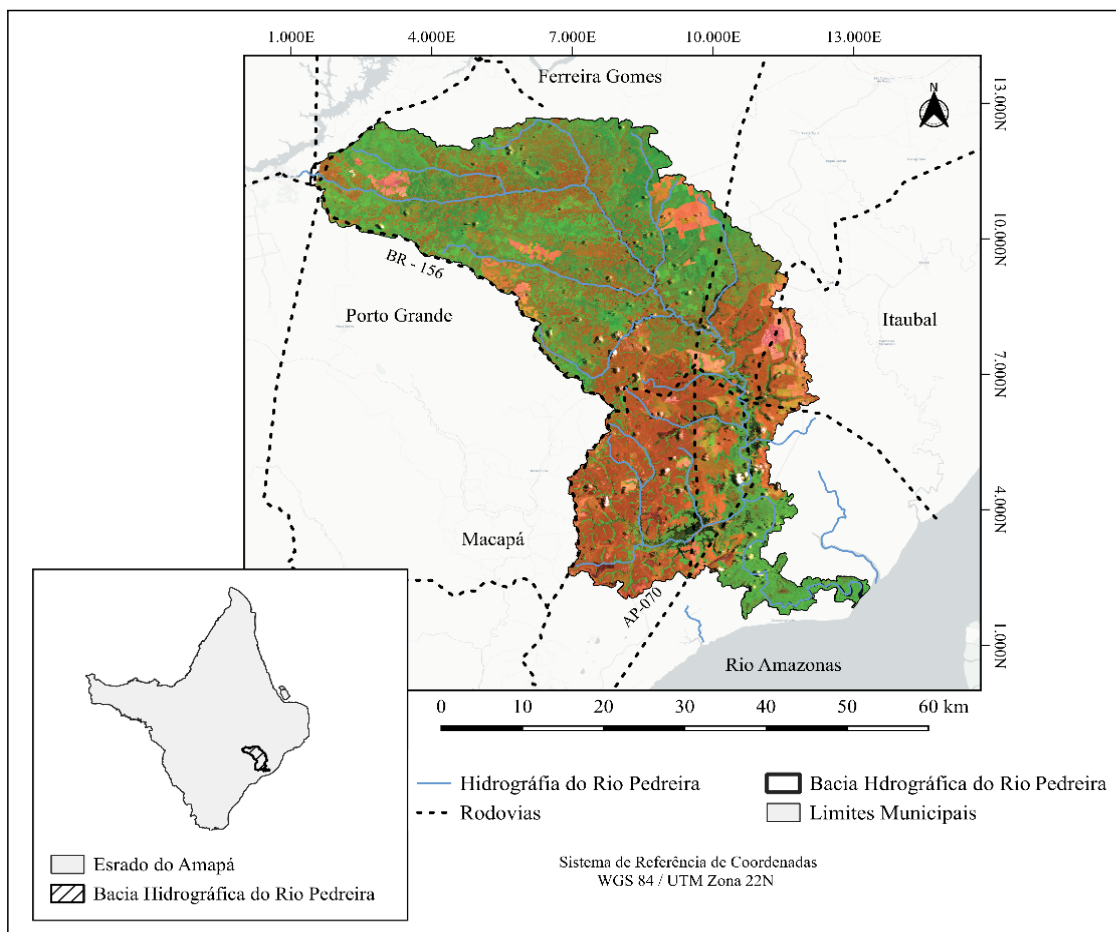 1.000E 4.000E 7.000E 10.000E 13.000E
Ferreira Gomes
N
13.000N
10.000N
BR - 156
Porto Grande
Itaubal
7.000N
4.000N
Macapá
AP-070
1.000N
Rio Amazonas
0 10 20 30 40 50 60 km
Hidrográfia do Rio Pedreira
Bacia Hdrográfica do Rio Pedreira
Rodovias
Limites Municipais
Sistema de Referência de Coordenadas
WGS 84 / UTM Zona 22N
Esrado do Amapá
Bacia Hidrográfica do Rio Pedreira